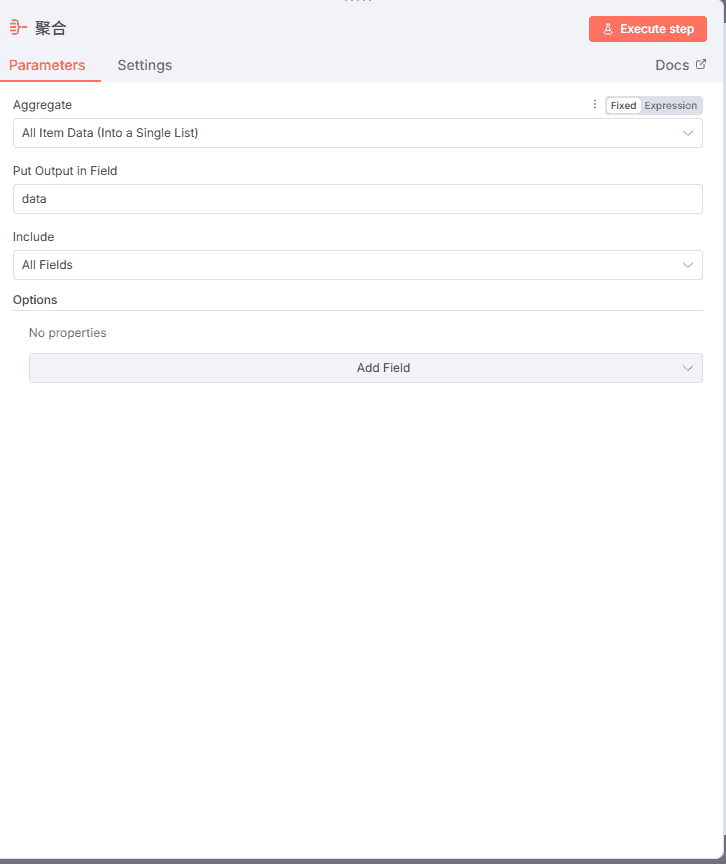 聚合
Execute step
Parameters
Settings
Docs
Aggregate
Fixed
Expression
All Item Data (Into a Single List)
Put Output in Field
data
Include
All Fields
Options
No properties
Add Field